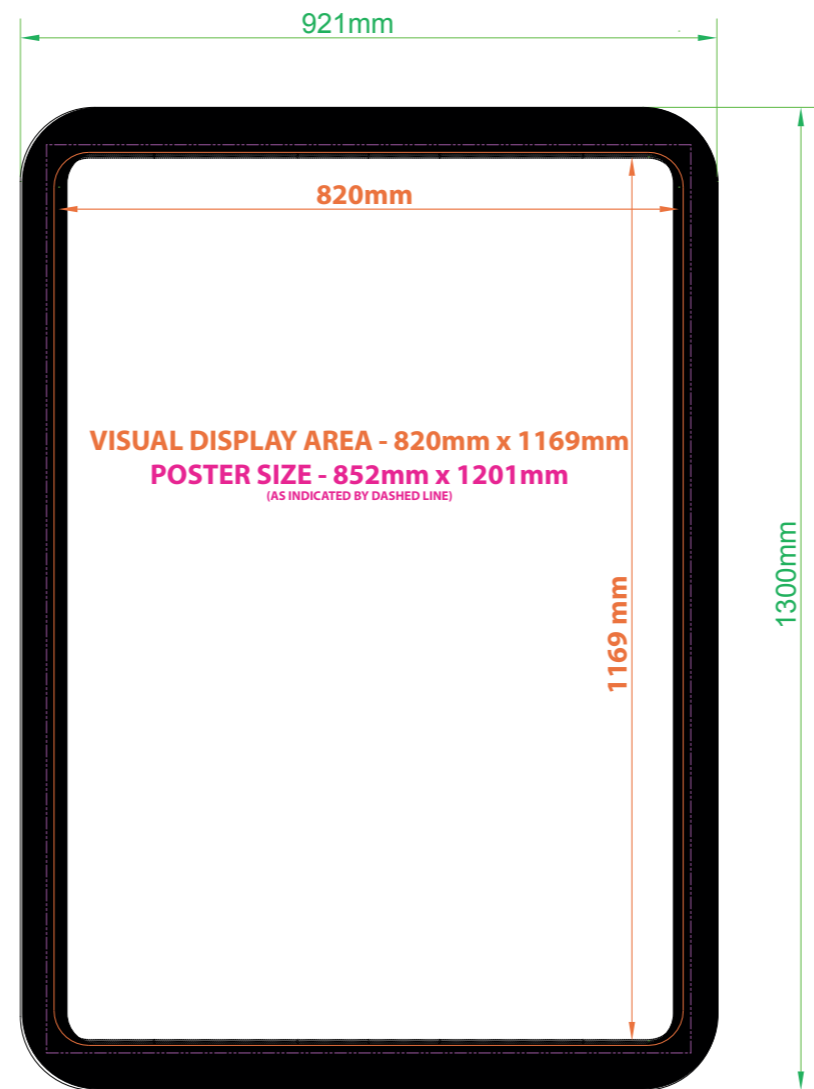 921mm
820mm
VISUAL DISPLAY AREA - 820mm x 1169mm
POSTER SIZE - 852mm x 1201mm
(AS INDICATED BY DASHED LINE)
1300mm
1169 mm